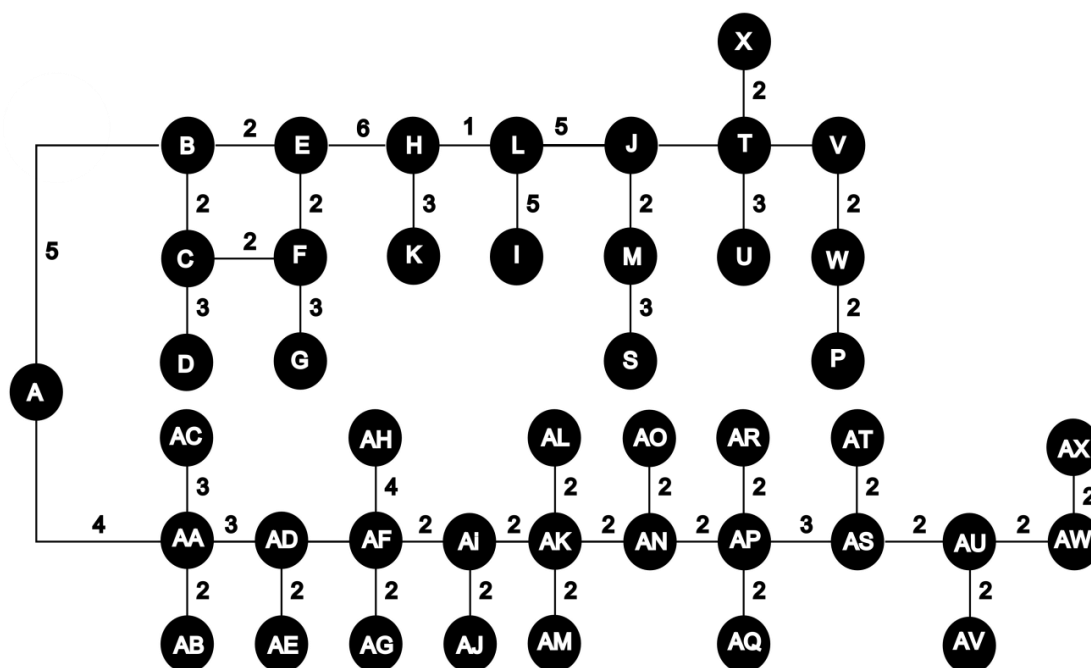 X
2
B 2 E 6 H 1 L 5 J T V
2 2 3 5 2 3 2
5 C 2 F K I M U W
3 3 3 2
D G S P
A
AC AH AL AO AR AT AX
3 4 2 2 2 2 2
4 AA 3 AD AF 2 Ai 2 AK 2 AN 2 AP 3 AS 2 AU 2 AW
2 2 2 2 2 2 2
AB AE AG AJ AM AQ AV